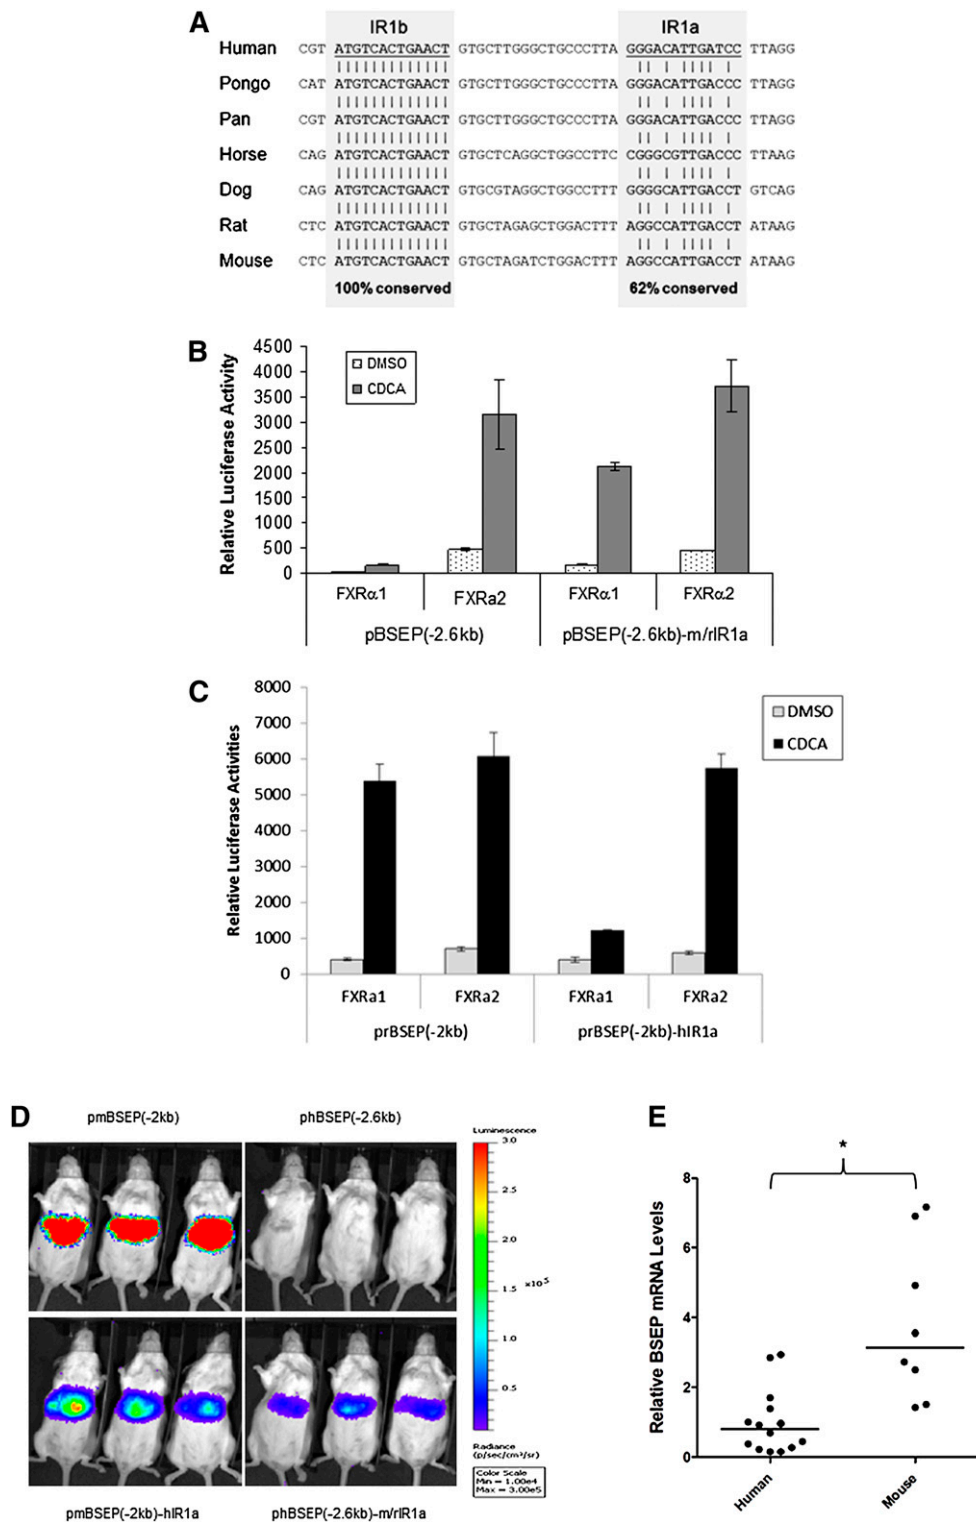 A
IR1b IR1a
Human CGT ATGTCACTGAACT GTGCTTGGGCTGCCCTTA GGGACATTGATCC TTAGG
Pongo CAT ATGTCACTGAACT GTGCTTGGGCTGCCCTTA GGGACATTGACCC TTAGG
Pan CGT ATGTCACTGAACT GTGCTTGGGCTGCCCTTA GGGACATTGACCC TTAGG
Horse CAG ATGTCACTGAACT GTGCTCAGGCTGGCCTTC CGGGCGTTGACCC TTAAG
Dog CAG ATGTCACTGAACT GTGCGTAGGCTGGCCTTT GGGGCATTGACCT GTCAG
Rat CTC ATGTCACTGAACT GTGCTAGAGCTGGACTTT AGGCCATTGACCT ATAAG
Mouse CTC ATGTCACTGAACT GTGCTAGATCTGGACTTT AGGCCATTGACCT ATAAG
100% conserved 62% conserved
B
Relative Luciferase Activity
4500
4000
3500
3000
2500
2000
1500
1000
500
0
DMSO
CDCA
FXRα1 FXRa2 FXRα1 FXRα2
pBSEP(-2.6kb) pBSEP(-2.6kb)-m/rIR1a
C
Relative Luciferase Activities
8000
7000
6000
5000
4000
3000
2000
1000
0
DMSO
CDCA
FXRa1 FXRa2 FXRa1 FXRa2
prBSEP(-2kb) prBSEP(-2kb)-hIR1a
D
pmBSEP(-2kb) phBSEP(-2.6kb)
Luminescence
3.0
2.5
2.0
1.5
×10⁵
1.0
0.5
Radiance
(p/sec/cm²/sr)
Color Scale
Min = 1.00e4
Max = 3.00e5
pmBSEP(-2kb)-hIR1a phBSEP(-2.6kb)-m/rIR1a
E
*
Relative BSEP mRNA Levels
8
6
4
2
0
Human Mouse